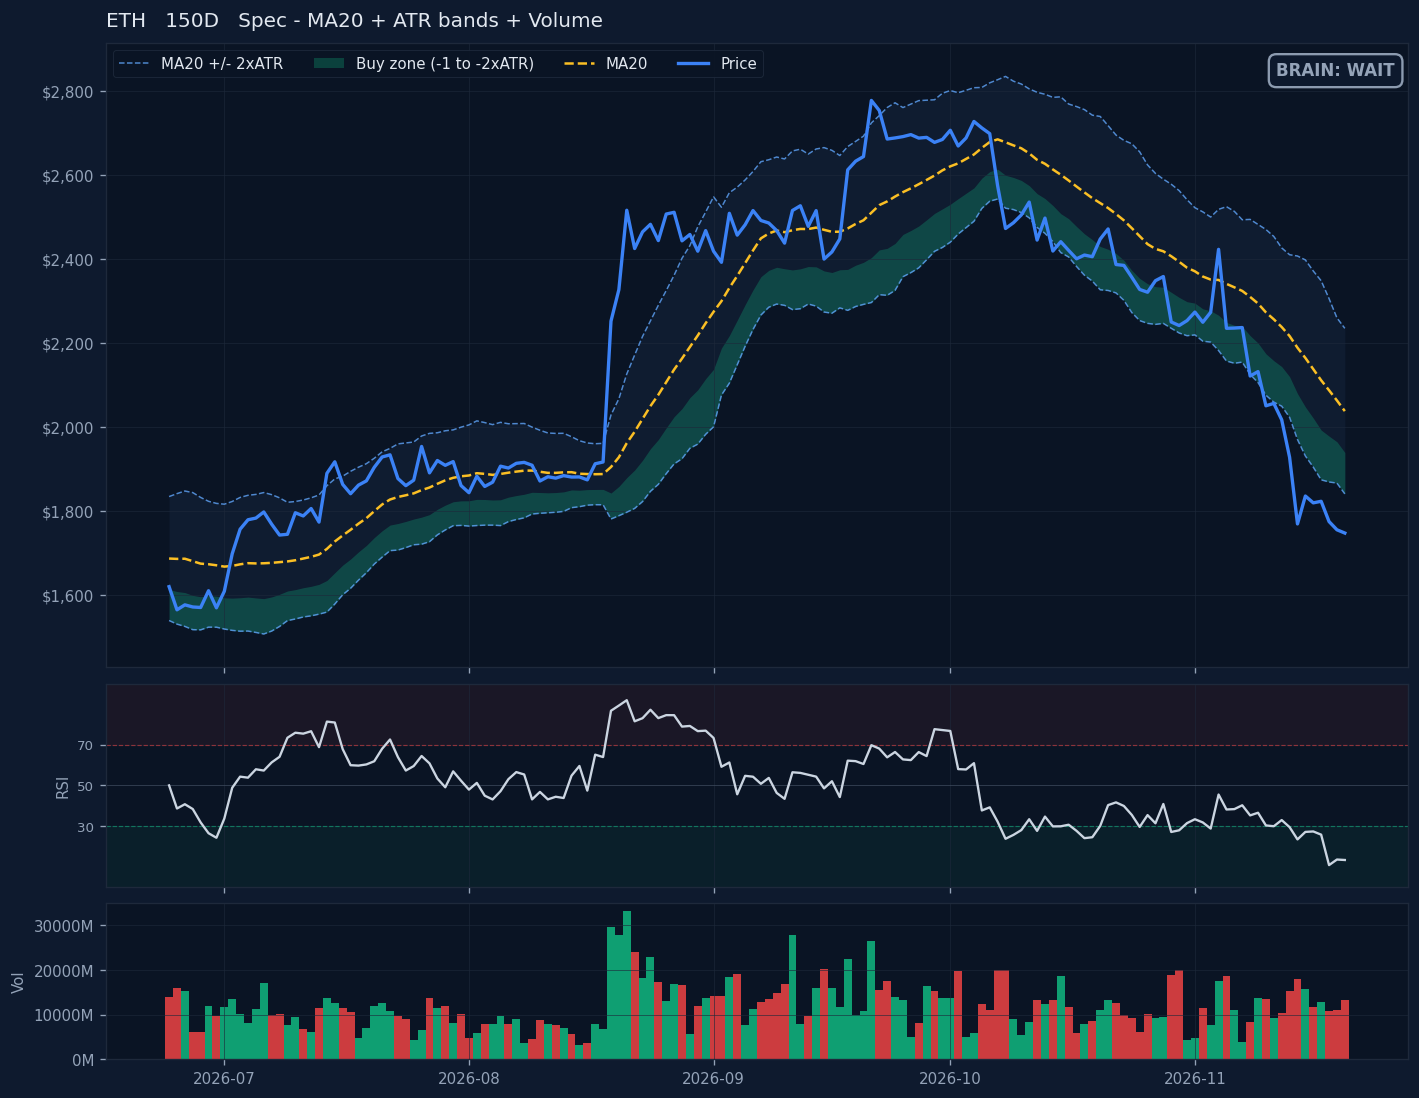 ETH   150D   Spec - MA20 + ATR bands + Volume
MA20 +/- 2xATR   Buy zone (-1 to -2xATR)   MA20   Price
BRAIN: WAIT
$2,800
$2,600
$2,400
$2,200
$2,000
$1,800
$1,600
RSI
70
50
30
Vol
30000M
20000M
10000M
0M
2026-07   2026-08   2026-09   2026-10   2026-11